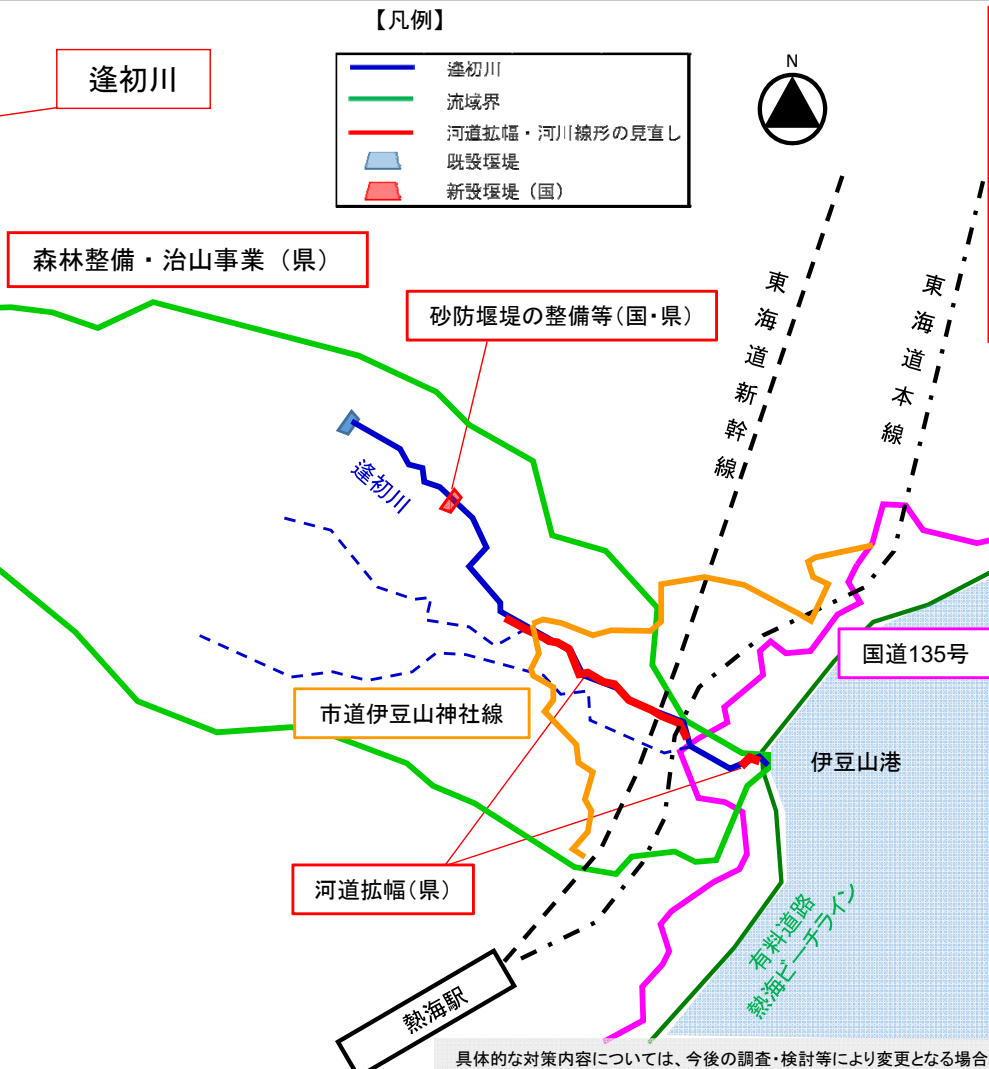 【凡例】
逢初川
逢初川
流域界
河道拡幅・河川線形の見直し
既設堰堤
新設堰堤（国）
N
森林整備・治山事業（県）
砂防堰堤の整備等(国・県)
東海道新幹線
東海道本線
逢初川
国道135号
市道伊豆山神社線
伊豆山港
河道拡幅(県)
有料道路
熱海ビーチライン
熱海駅
具体的な対策内容については、今後の調査・検討等により変更となる場合